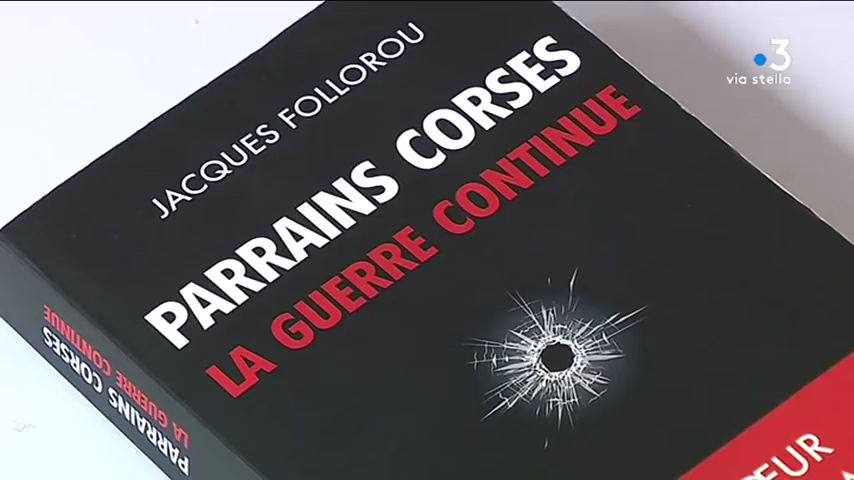 JACQUES FOLLOROU
PARRAINS CORSES
LA GUERRE CONTINUE
PARRAINS CORSES
LA GUERRE CONTINUE
3
via stella